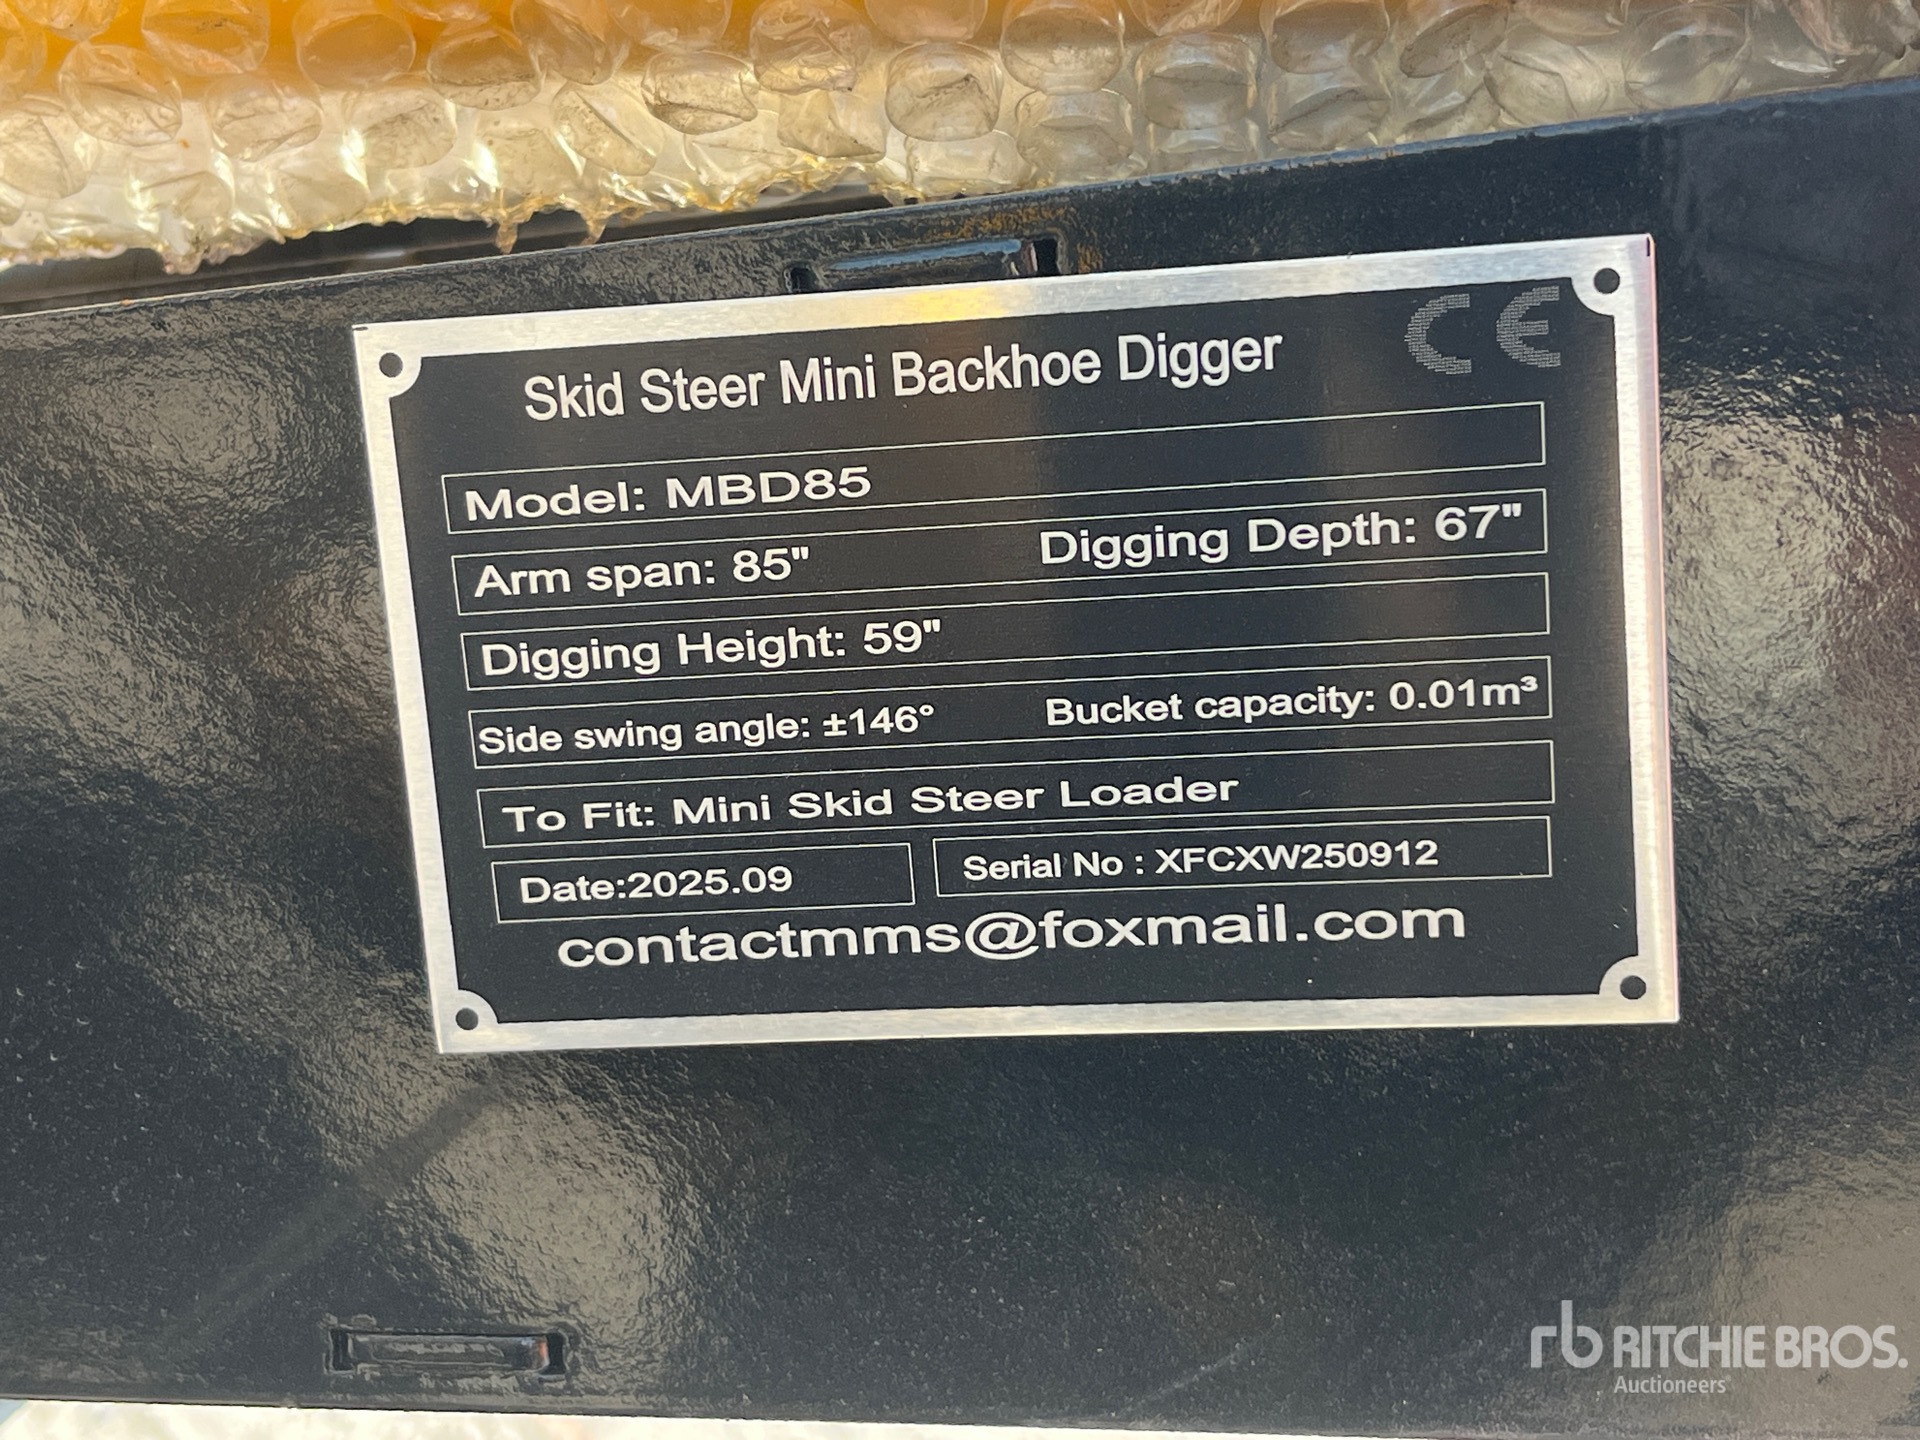 CE
Skid Steer Mini Backhoe Digger
Model: MBD85
Arm span: 85" Digging Depth: 67"
Digging Height: 59"
Side swing angle: ±146° Bucket capacity: 0.01m³
To Fit: Mini Skid Steer Loader
Date:2025.09 Serial No : XFCXW250912
contactmms@foxmail.com
rb RITCHIE BROS.
Auctioneers